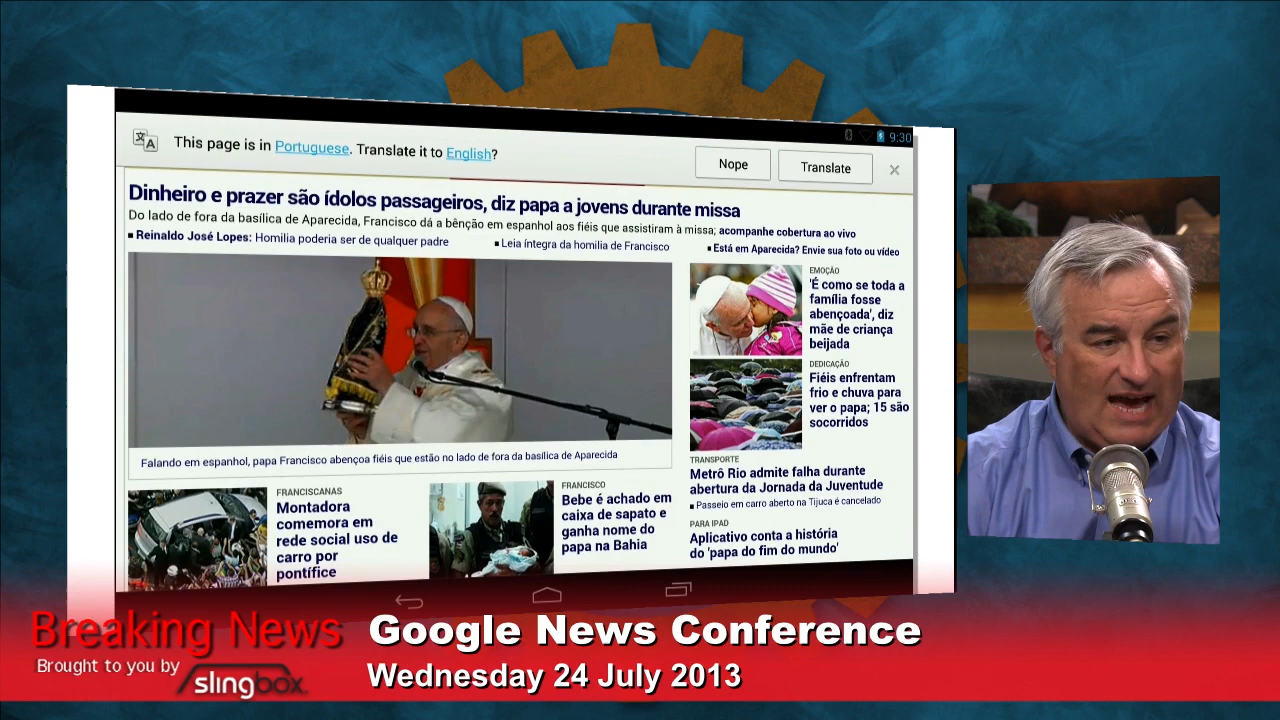 9:30
This page is in Portuguese. Translate it to English?
Nope
Translate
Dinheiro e prazer são ídolos passageiros, diz papa a jovens durante missa
Do lado de fora da basílica de Aparecida, Francisco dá a bênção em espanhol aos fiéis que assistiram à missa; acompanhe cobertura ao vivo
Reinaldo José Lopes: Homilia poderia ser de qualquer padre
Leia íntegra da homilia de Francisco
Está em Aparecida? Envie sua foto ou vídeo
EMOÇÃO
'É como se toda a
família fosse
abençoada', diz
mãe de criança
beijada
DEDICAÇÃO
Fiéis enfrentam
frio e chuva para
ver o papa; 15 são
socorridos
Falando em espanhol, papa Francisco abençoa fiéis que estão no lado de fora da basílica de Aparecida
TRANSPORTE
Metrô Rio admite falha durante
abertura da Jornada da Juventude
Passeio em carro aberto na Tijuca é cancelado
FRANCISCANAS
Montadora
comemora em
rede social uso de
carro por
pontífice
FRANCISCO
Bebe é achado em
caixa de sapato e
ganha nome do
papa na Bahia
PARA IPAD
Aplicativo conta a história
do 'papa do fim do mundo'
Breaking News
Brought to you by
slingbox
Google News Conference
Wednesday 24 July 2013